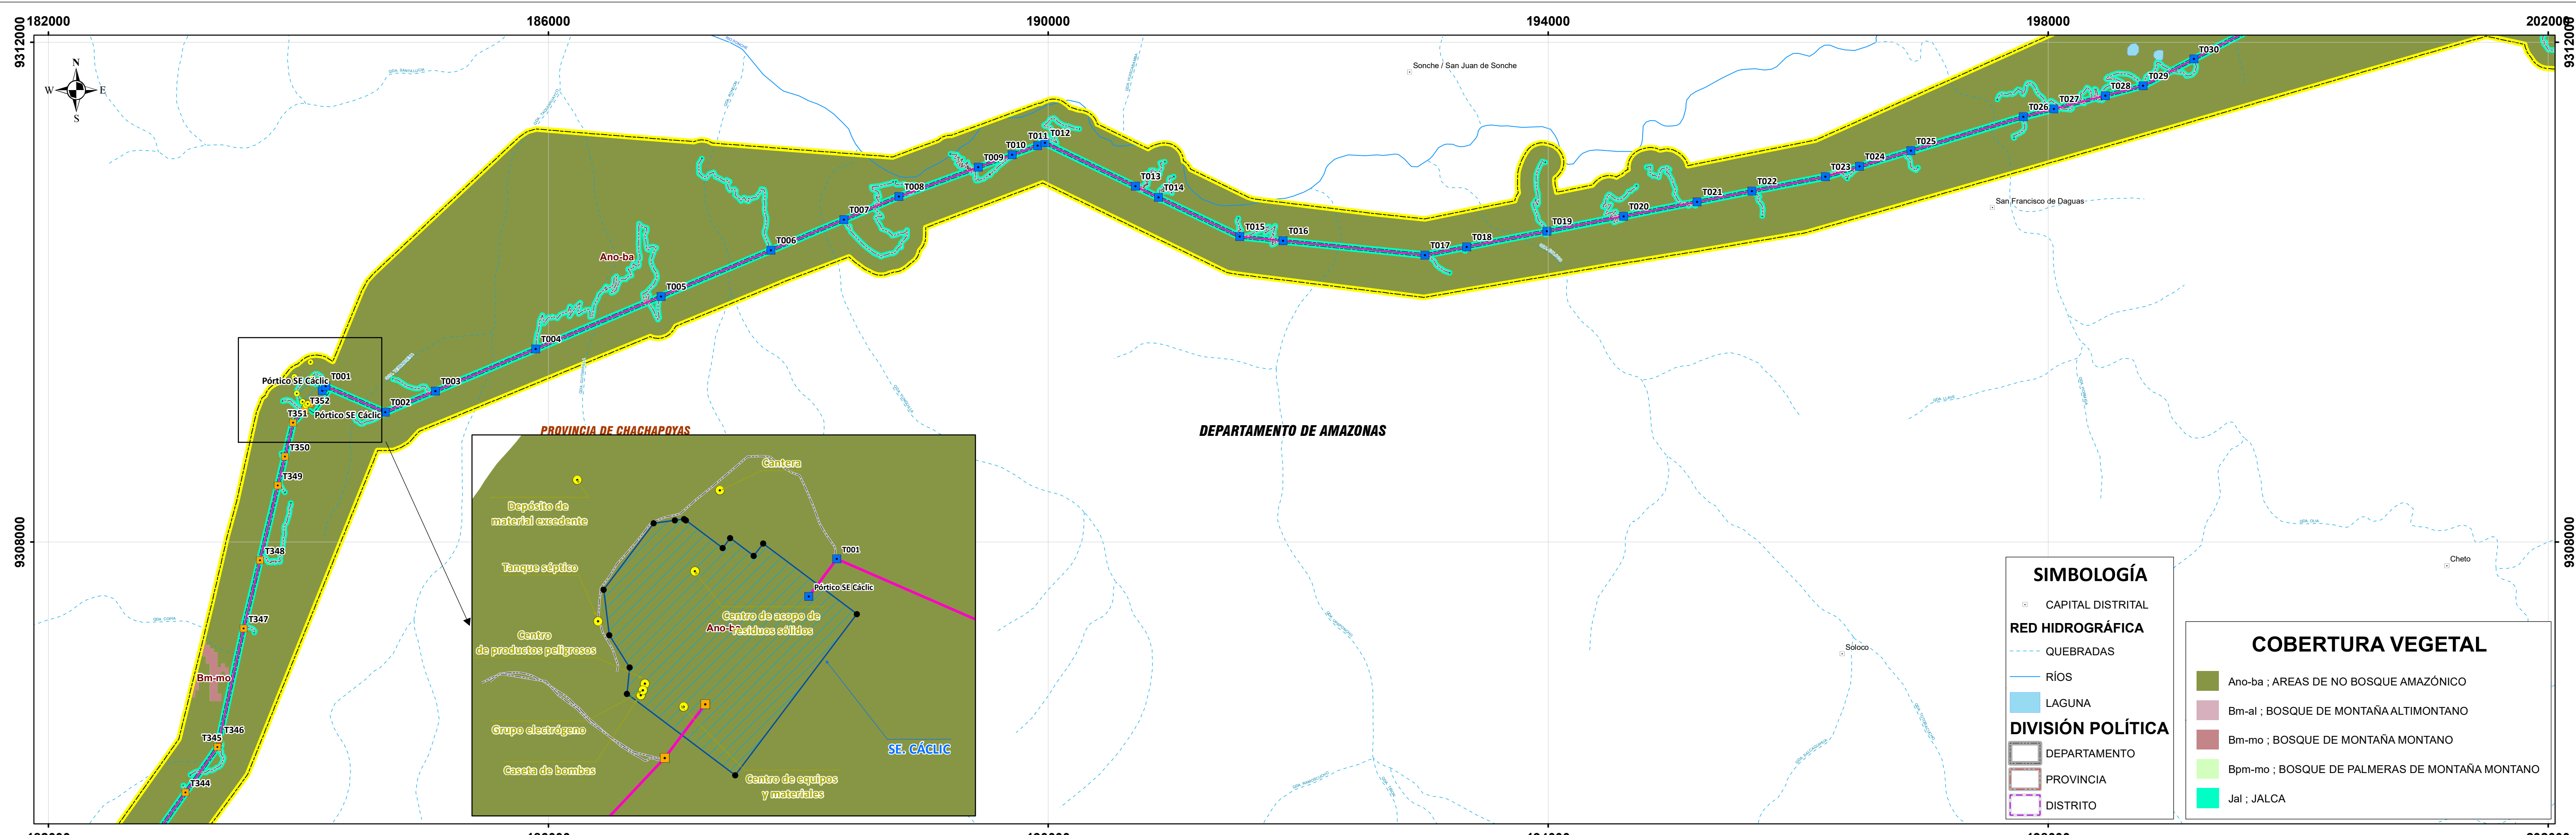 182000
186000
190000
194000
198000
202000
9312000
9312000
N
W
E
S
Sonche / San Juan de Sonche
T030
T029
T028
T027
T026
T025
T024
T023
T022
T021
T020
T019
T018
T017
T016
T015
T014
T013
T012
T011
T010
T009
T008
T007
T006
T005
T004
T003
T002
T001
San Francisco de Daguas
Ano-ba
Pórtico SE Cáclic
T352
T351
Pórtico SE Cáclic
T350
T349
T348
T347
Bm-mo
T346
T345
T344
PROVINCIA DE CHACHAPOYAS
DEPARTAMENTO DE AMAZONAS
9308000
9308000
Cheto
Soloco
Cantera
Depósito de
material excedente
T001
Tanque séptico
Pórtico SE Cáclic
Centro de acopo de
residuos sólidos
Ano-ba
Centro
de productos peligrosos
Grupo electrógeno
SE. CÁCLIC
Caseta de bombas
Centro de equipos
y materiales
SIMBOLOGÍA
CAPITAL DISTRITAL
RED HIDROGRÁFICA
QUEBRADAS
RÍOS
LAGUNA
DIVISIÓN POLÍTICA
DEPARTAMENTO
PROVINCIA
DISTRITO
COBERTURA VEGETAL
Ano-ba ; AREAS DE NO BOSQUE AMAZÓNICO
Bm-al ; BOSQUE DE MONTAÑA ALTIMONTANO
Bm-mo ; BOSQUE DE MONTAÑA MONTANO
Bpm-mo ; BOSQUE DE PALMERAS DE MONTAÑA MONTANO
Jal ; JALCA